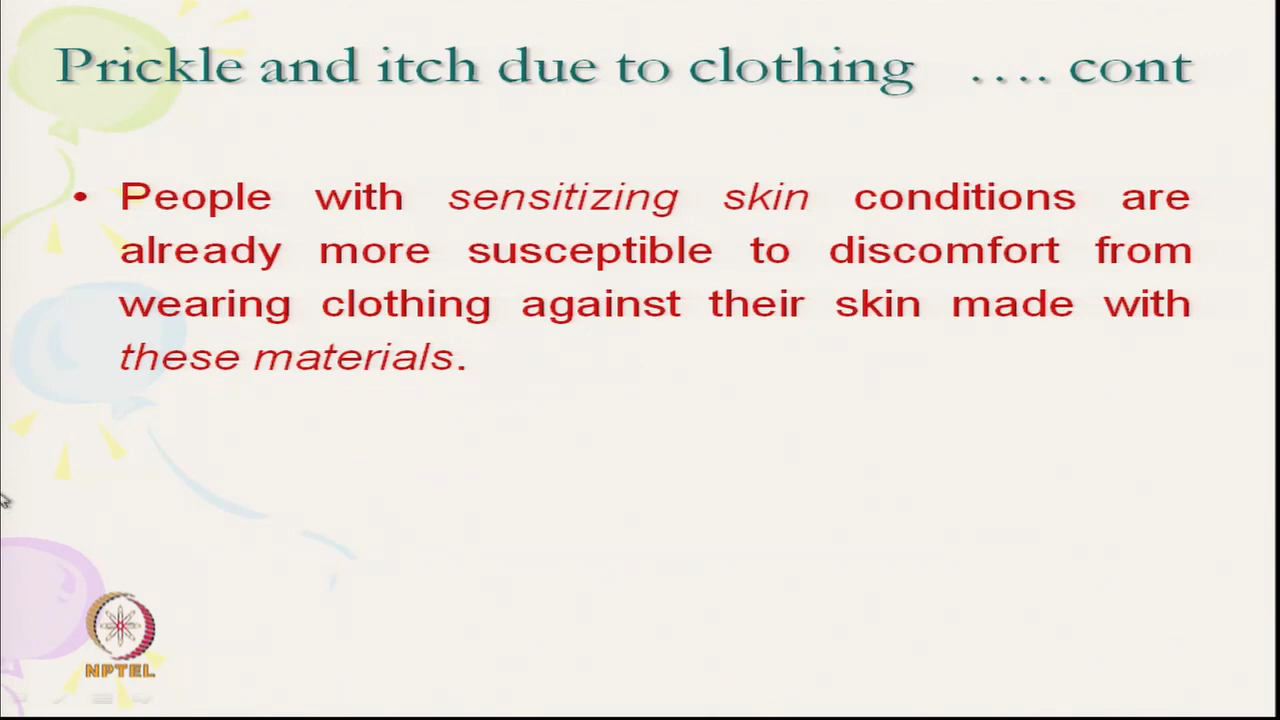 Prickle and itch due to clothing .... cont
• People with sensitizing skin conditions are
already more susceptible to discomfort from
wearing clothing against their skin made with
these materials.
NPTEL